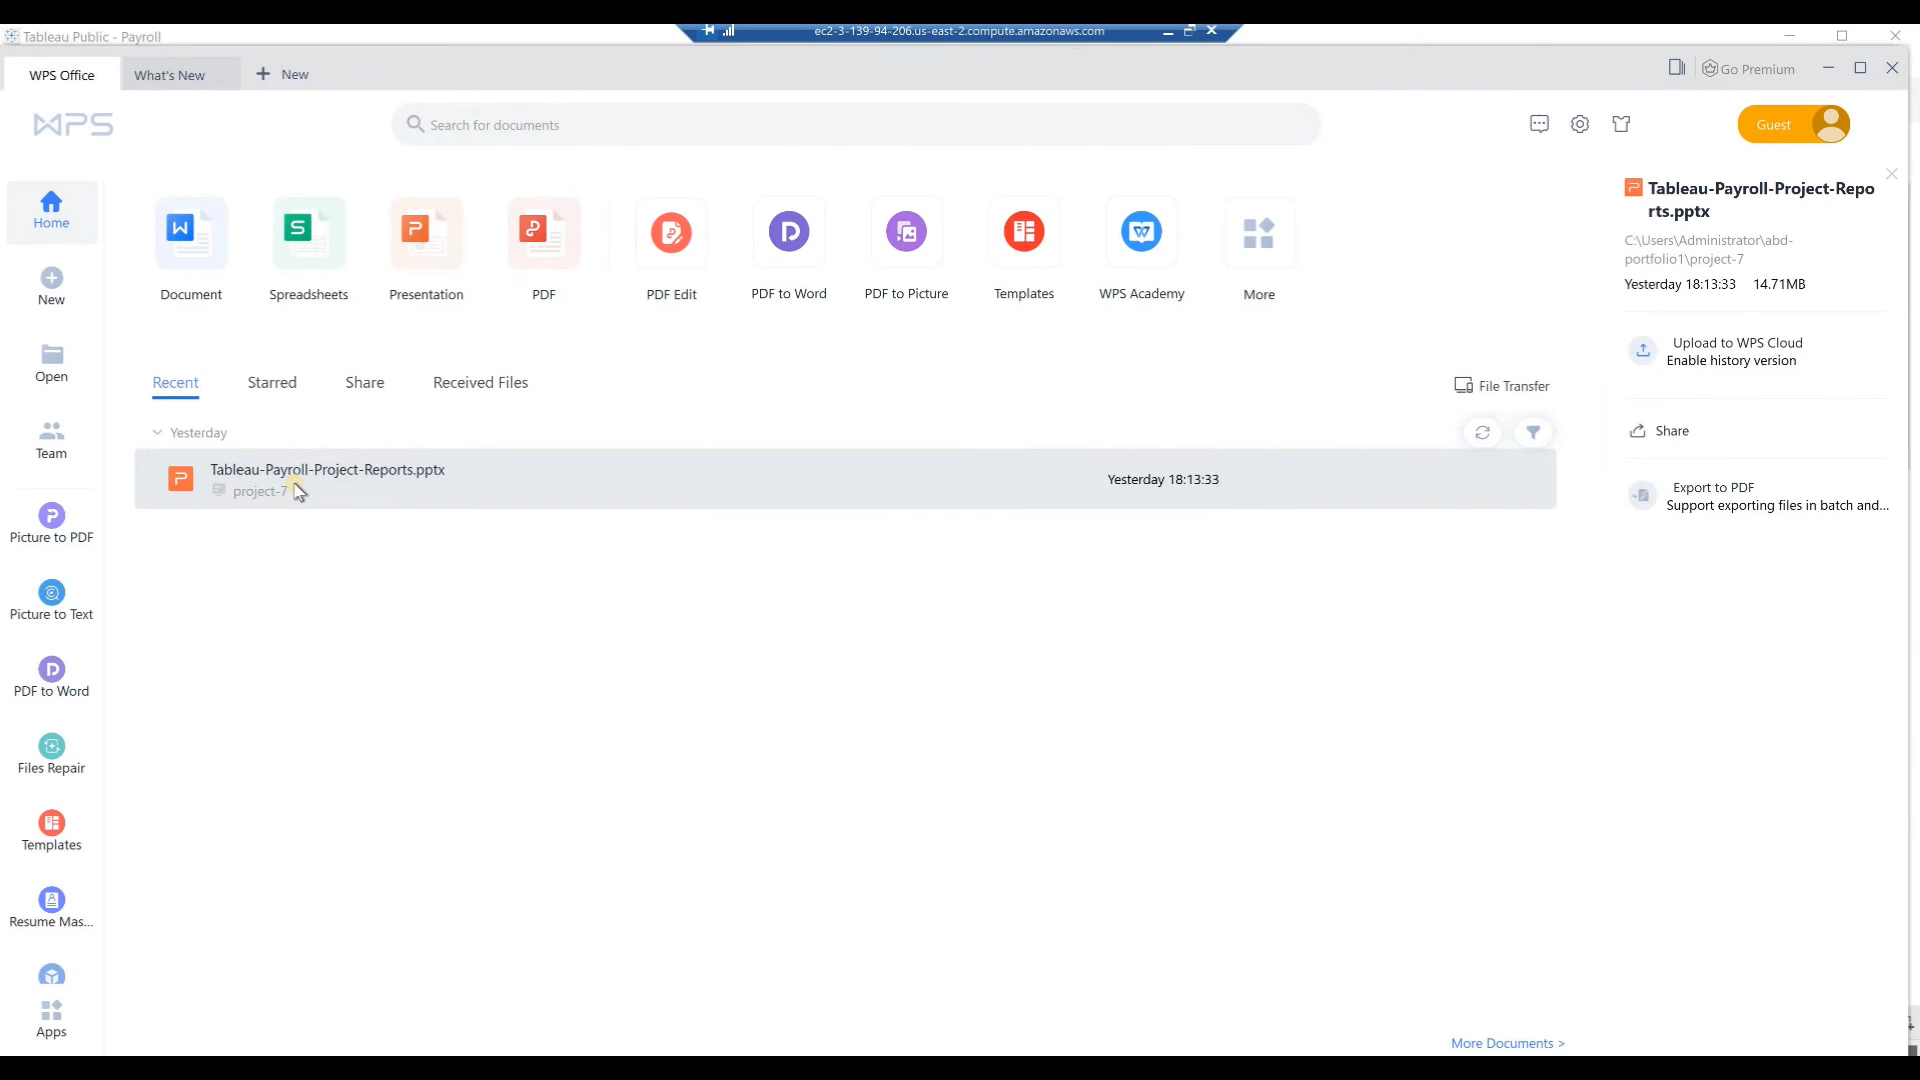 Tableau Public - Payroll
ec2-3-139-94-206.us-east-2.compute.amazonaws.com
WPS Office
What's New
New
Go Premium
WPS
Search for documents
Guest
Home
New
Open
Team
Picture to PDF
Picture to Text
PDF to Word
Files Repair
Templates
Resume Mas...
Apps
Document
Spreadsheets
Presentation
PDF
PDF Edit
PDF to Word
PDF to Picture
Templates
WPS Academy
More
Recent
Starred
Share
Received Files
File Transfer
Yesterday
Tableau-Payroll-Project-Reports.pptx
project-7
Yesterday 18:13:33
More Documents >
Tableau-Payroll-Project-Repo
rts.pptx
C:\Users\Administrator\abd-
portfolio1\project-7
Yesterday 18:13:33 14.71MB
Upload to WPS Cloud
Enable history version
Share
Export to PDF
Support exporting files in batch and...